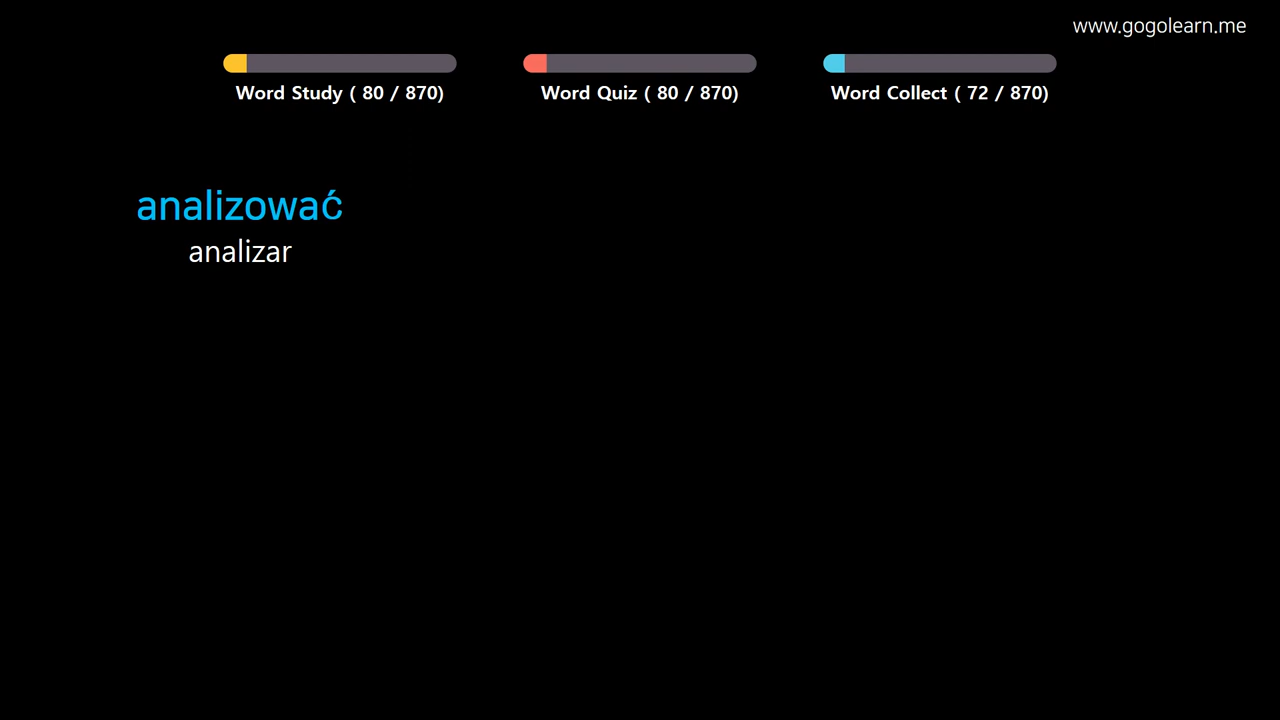 www.gogolearn.me
Word Study ( 80 / 870)
Word Quiz ( 80 / 870)
Word Collect ( 72 / 870)
analizować
analizar